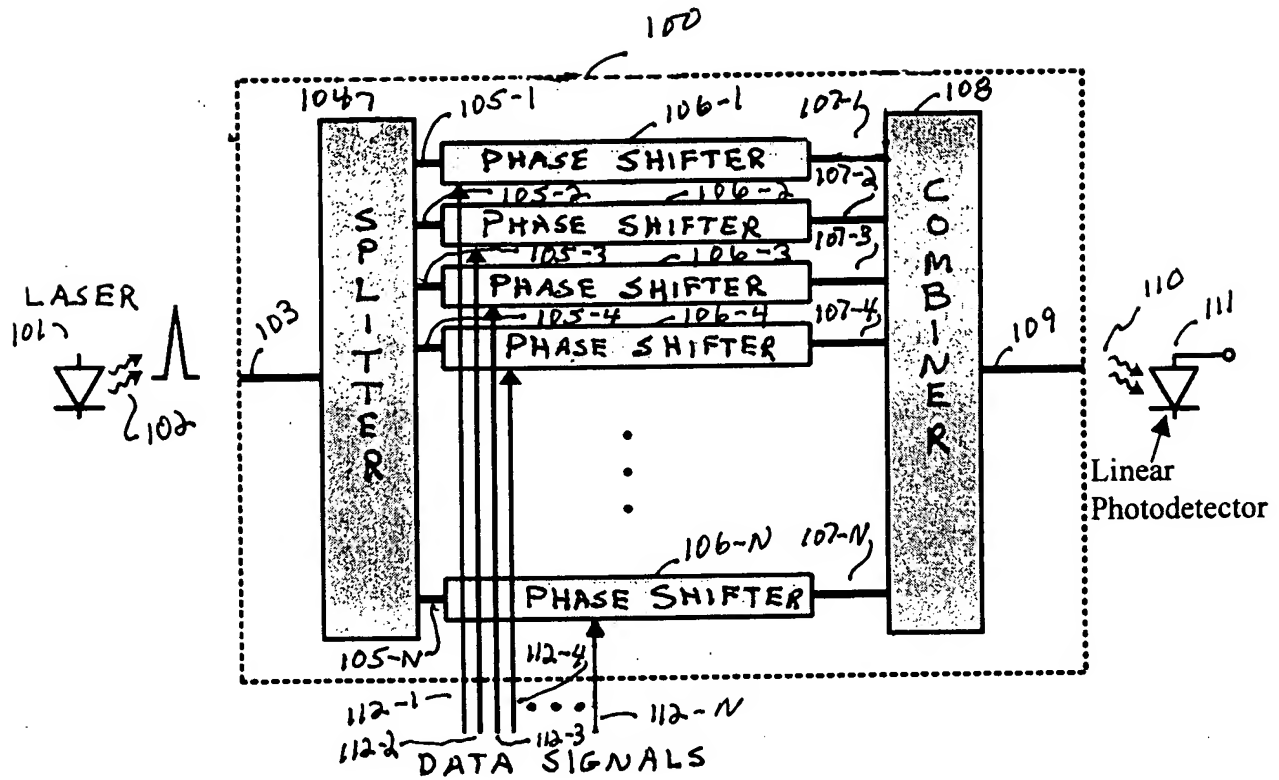 100
104
105-1
106-1
107-1
108
PHASE SHIFTER
105-2
106-2
107-2
PHASE SHIFTER
105-3
106-3
107-3
PHASE SHIFTER
105-4
106-4
107-4
PHASE SHIFTER
SPLITTER
COMBINER
LASER
101
102
103
109
110
111
Linear
Photodetector
106-N
107-N
PHASE SHIFTER
105-N
112-4
112-1
112-N
112-2
112-3
DATA SIGNALS